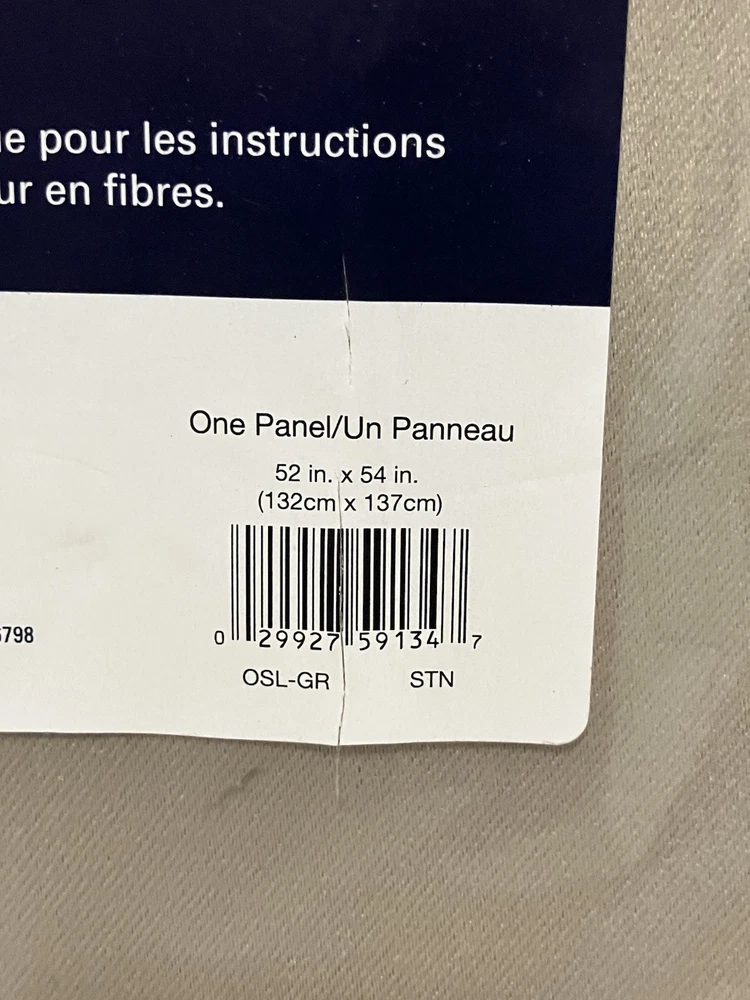 pour les instructions
en fibres.
One Panel/Un Panneau
52 in. x 54 in.
(132cm x 137cm)
798
0 29927 59134 7
OSL-GR STN